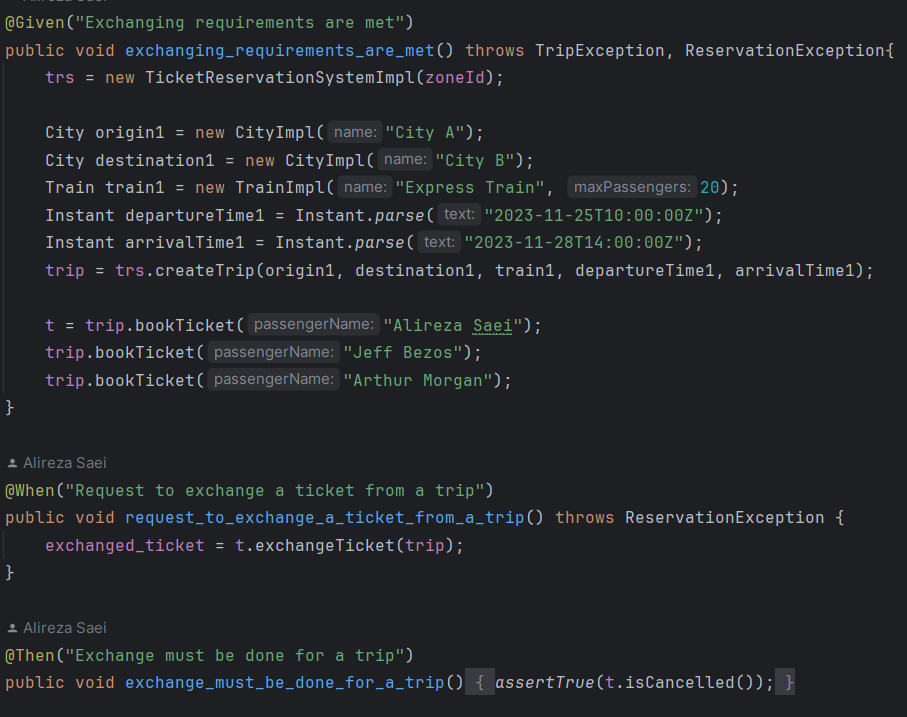 Alireza Saei
@Given("Exchanging requirements are met")
public void exchanging_requirements_are_met() throws TripException, ReservationException{
trs = new TicketReservationSystemImpl(zoneId);
City origin1 = new CityImpl( name: "City A");
City destination1 = new CityImpl( name: "City B");
Train train1 = new TrainImpl( name: "Express Train", maxPassengers: 20);
Instant departureTime1 = Instant.parse( text: "2023-11-25T10:00:00Z");
Instant arrivalTime1 = Instant.parse( text: "2023-11-28T14:00:00Z");
trip = trs.createTrip(origin1, destination1, train1, departureTime1, arrivalTime1);
t = trip.bookTicket( passengerName: "Alireza Saei");
trip.bookTicket( passengerName: "Jeff Bezos");
trip.bookTicket( passengerName: "Arthur Morgan");
}
Alireza Saei
@When("Request to exchange a ticket from a trip")
public void request_to_exchange_a_ticket_from_a_trip() throws ReservationException {
exchanged_ticket = t.exchangeTicket(trip);
}
Alireza Saei
@Then("Exchange must be done for a trip")
public void exchange_must_be_done_for_a_trip() { assertTrue(t.isCancelled()); }